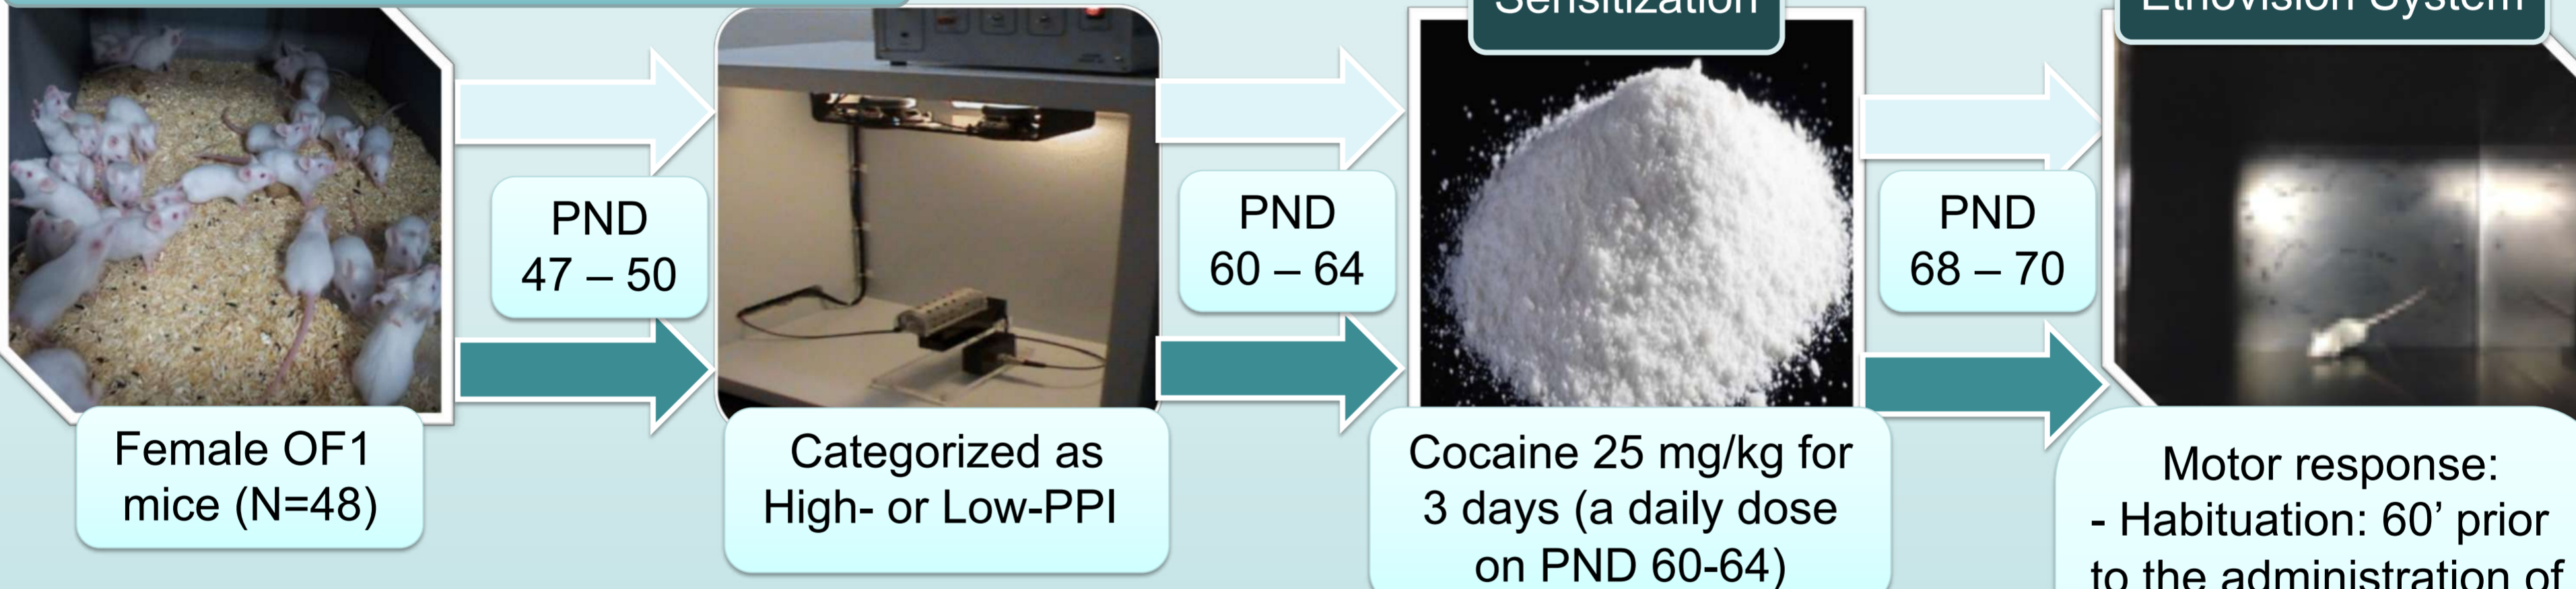 Sensitization
Ethovision System
PND
47 – 50
PND
60 – 64
PND
68 – 70
Female OF1
mice (N=48)
Categorized as
High- or Low-PPI
Cocaine 25 mg/kg for
3 days (a daily dose
on PND 60-64)
Motor response:
- Habituation: 60’ prior
to the administration of